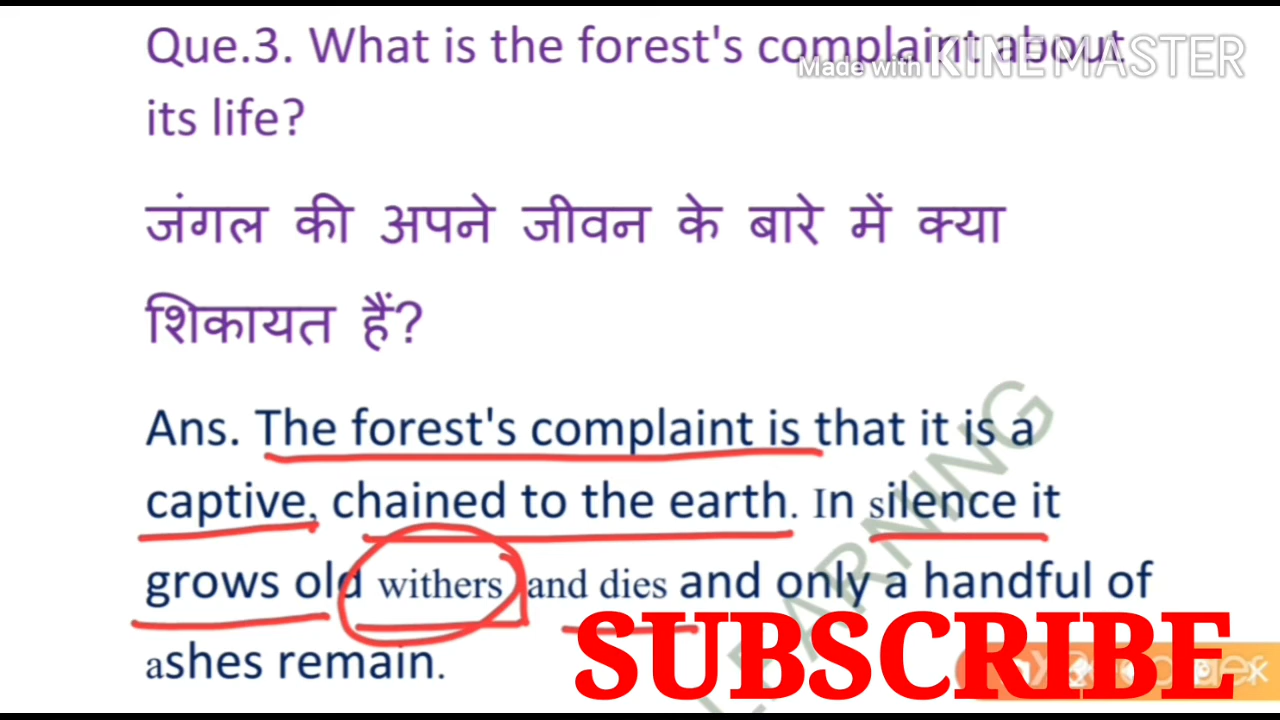 Que.3. What is the forest's complaint about
Made with KINEMASTER
its life?
जंगल की अपने जीवन के बारे में क्या
शिकायत हैं?
Ans. The forest's complaint is that it is a
captive, chained to the earth. In silence it
grows old withers and dies and only a handful of
ashes remain.
LEARNING
SUBSCRIBE